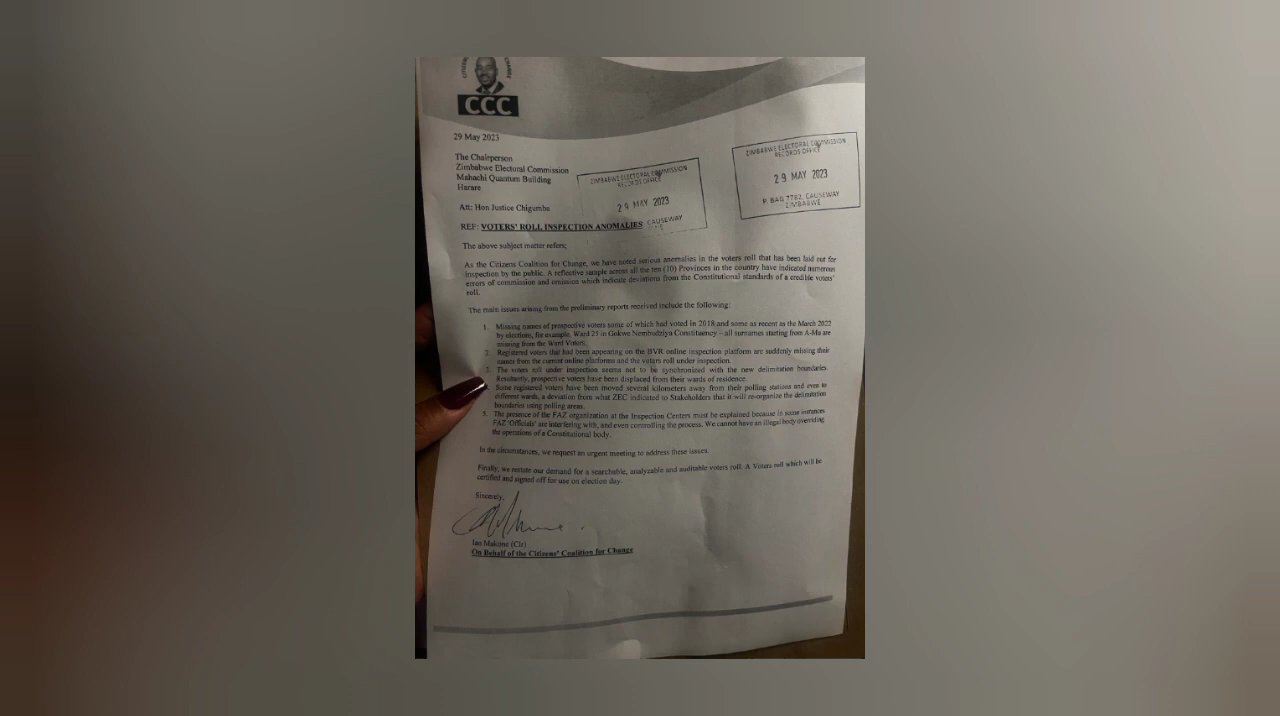 CITIZENS
CHANGE
CCC
29 May 2023
The Chairperson
Zimbabwe Electoral Commission
Mahachi Quantum Building
Harare
Att: Hon Justice Chigumba
ZIMBABWE ELECTORAL COMMISSION
RECORDS OFFICE
29 MAY 2023
CAUSEWAY
ZIMBABWE ELECTORAL COMMISSION
RECORDS OFFICE
29 MAY 2023
P. BAG 7782, CAUSEWAY
ZIMBABWE
REF: VOTERS' ROLL INSPECTION ANOMALIES
The above subject matter refers;
As the Citizens Coalition for Change, we have noted serious anomalies in the voters roll that has been laid out for
inspection by the public. A reflective sample across all the ten (10) Provinces in the country have indicated numerous
errors of commission and omission which indicate deviations from the Constitutional standards of a credible voters'
roll.
The main issues arising from the preliminary reports received include the following:
1. Missing names of prospective voters some of which had voted in 2018 and some as recent as the March 2022
by elections, for example, Ward 25 in Gokwe Nembudziya Constituency – all surnames starting from A-Ma are
missing from the Ward Voters.
2. Registered voters that had been appearing on the BVR online inspection platform are suddenly missing their
names from the current online platforms and the voters roll under inspection.
3. The voters roll under inspection seems not to be synchronized with the new delimitation boundaries.
Resultantly, prospective voters have been displaced from their wards of residence.
Some registered voters have been moved several kilometers away from their polling stations and even to
different wards, a deviation from what ZEC indicated to Stakeholders that it will re-organize the delimitation
boundaries using polling areas.
5. The presence of the FAZ organization at the Inspection Centers must be explained because in some instances
FAZ 'Officials' are interfering with, and even controlling the process. We cannot have an illegal body overriding
the operations of a Constitutional body.
In the circumstances, we request an urgent meeting to address these issues.
Finally, we restate our demand for a searchable, analyzable and auditable voters roll. A Voters roll which will be
certified and signed off for use on election day.
Sincerely,
Ian Makone (Clr)
On Behalf of the Citizens' Coalition for Change